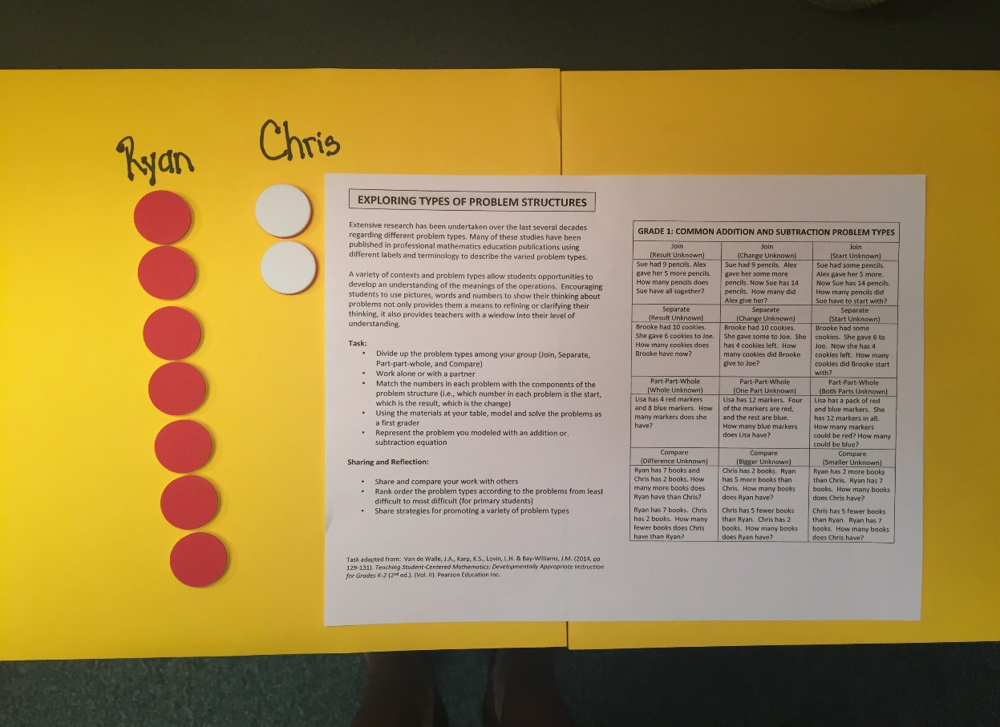 Ryan
Chris
EXPLORING TYPES OF PROBLEM STRUCTURES
Extensive research has been undertaken over the last several decades
regarding different problem types. Many of these studies have been
published in professional mathematics education publications using
different labels and terminology to describe the varied problem types.
A variety of contexts and problem types allow students opportunities to
develop an understanding of the meanings of the operations. Encouraging
students to use pictures, words and numbers to show their thinking about
problems not only provides them a means to refining or clarifying their
thinking, it also provides teachers with a window into their level of
understanding.
Task:
• Divide up the problem types among your group (Join, Separate,
Part-part-whole, and Compare)
• Work alone or with a partner
• Match the numbers in each problem with the components of the
problem structure (i.e., which number in each problem is the start,
which is the result, which is the change)
• Using the materials at your table, model and solve the problems as
a first grader
• Represent the problem you modeled with an addition or.
subtraction equation
Sharing and Reflection:
• Share and compare your work with others
• Rank order the problem types according to the problems from least
difficult to most difficult (for primary students)
• Share strategies for promoting a variety of problem types
Task adapted from: Van de Walle, J.A., Karp, K.S., Lovin, L.H. & Bay-Williams, J.M. (2014, pp
129-131). Teaching Student-Centered Mathematics: Developmentally Appropriate Instruction
for Grades K-2 (2nd ed.). (Vol. II). Pearson Education Inc.
GRADE 1: COMMON ADDITION AND SUBTRACTION PROBLEM TYPES
Join
(Result Unknown)
Sue had 9 pencils. Alex
gave her 5 more pencils.
How many pencils does
Sue have all together?
Join
(Change Unknown)
Sue had 9 pencils. Alex
gave her some more
pencils. Now Sue has 14
pencils. How many did
Alex give her?
Join
(Start Unknown)
Sue had some pencils.
Alex gave her 5 more.
Now Sue has 14 pencils.
How many pencils did
Sue have to start with?
Separate
(Result Unknown)
Brooke had 10 cookies.
She gave 6 cookies to Joe.
How many cookies does
Brooke have now?
Separate
(Change Unknown)
Brooke had 10 cookies.
She gave some to Joe. She
has 4 cookies left. How
many cookies did Brooke
give to Joe?
Separate
(Start Unknown)
Brooke had some
cookies. She gave 6 to
Joe. Now she has 4
cookies left. How many
cookies did Brooke start
with?
Part-Part-Whole
(Whole Unknown)
Lisa has 4 red markers
and 8 blue markers. How
many markers does she
have?
Part-Part-Whole
(One Part Unknown)
Lisa has 12 markers. Four
of the markers are red,
and the rest are blue.
How many blue markers
does Lisa have?
Part-Part-Whole
(Both Parts Unknown)
Lisa has a pack of red
and blue markers. She
has 12 markers in all.
How many markers
could be red? How many
could be blue?
Compare
(Difference Unknown)
Ryan has 7 books and
Chris has 2 books. How
many more books does
Ryan have than Chris?
Ryan has 7 books. Chris
has 2 books. How many
fewer books does Chris
have than Ryan?
Compare
(Bigger Unknown)
Chris has 2 books. Ryan
has 5 more books than
Chris. How many books
does Ryan have?
Chris has 5 fewer books
than Ryan. Chris has 2
books. How many books
does Ryan have?
Compare
(Smaller Unknown)
Ryan has 2 more books
than Chris. Ryan has 7
books. How many books
does Chris have?
Chris has 5 fewer books
than Ryan. Ryan has 7
books. How many books
does Chris have?